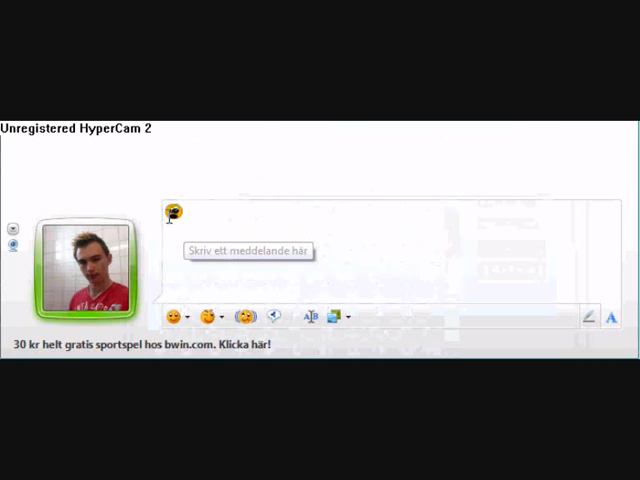 Unregistered HyperCam 2
Skriv ett meddelande här
30 kr helt gratis sportspel hos bwin.com. Klicka här!